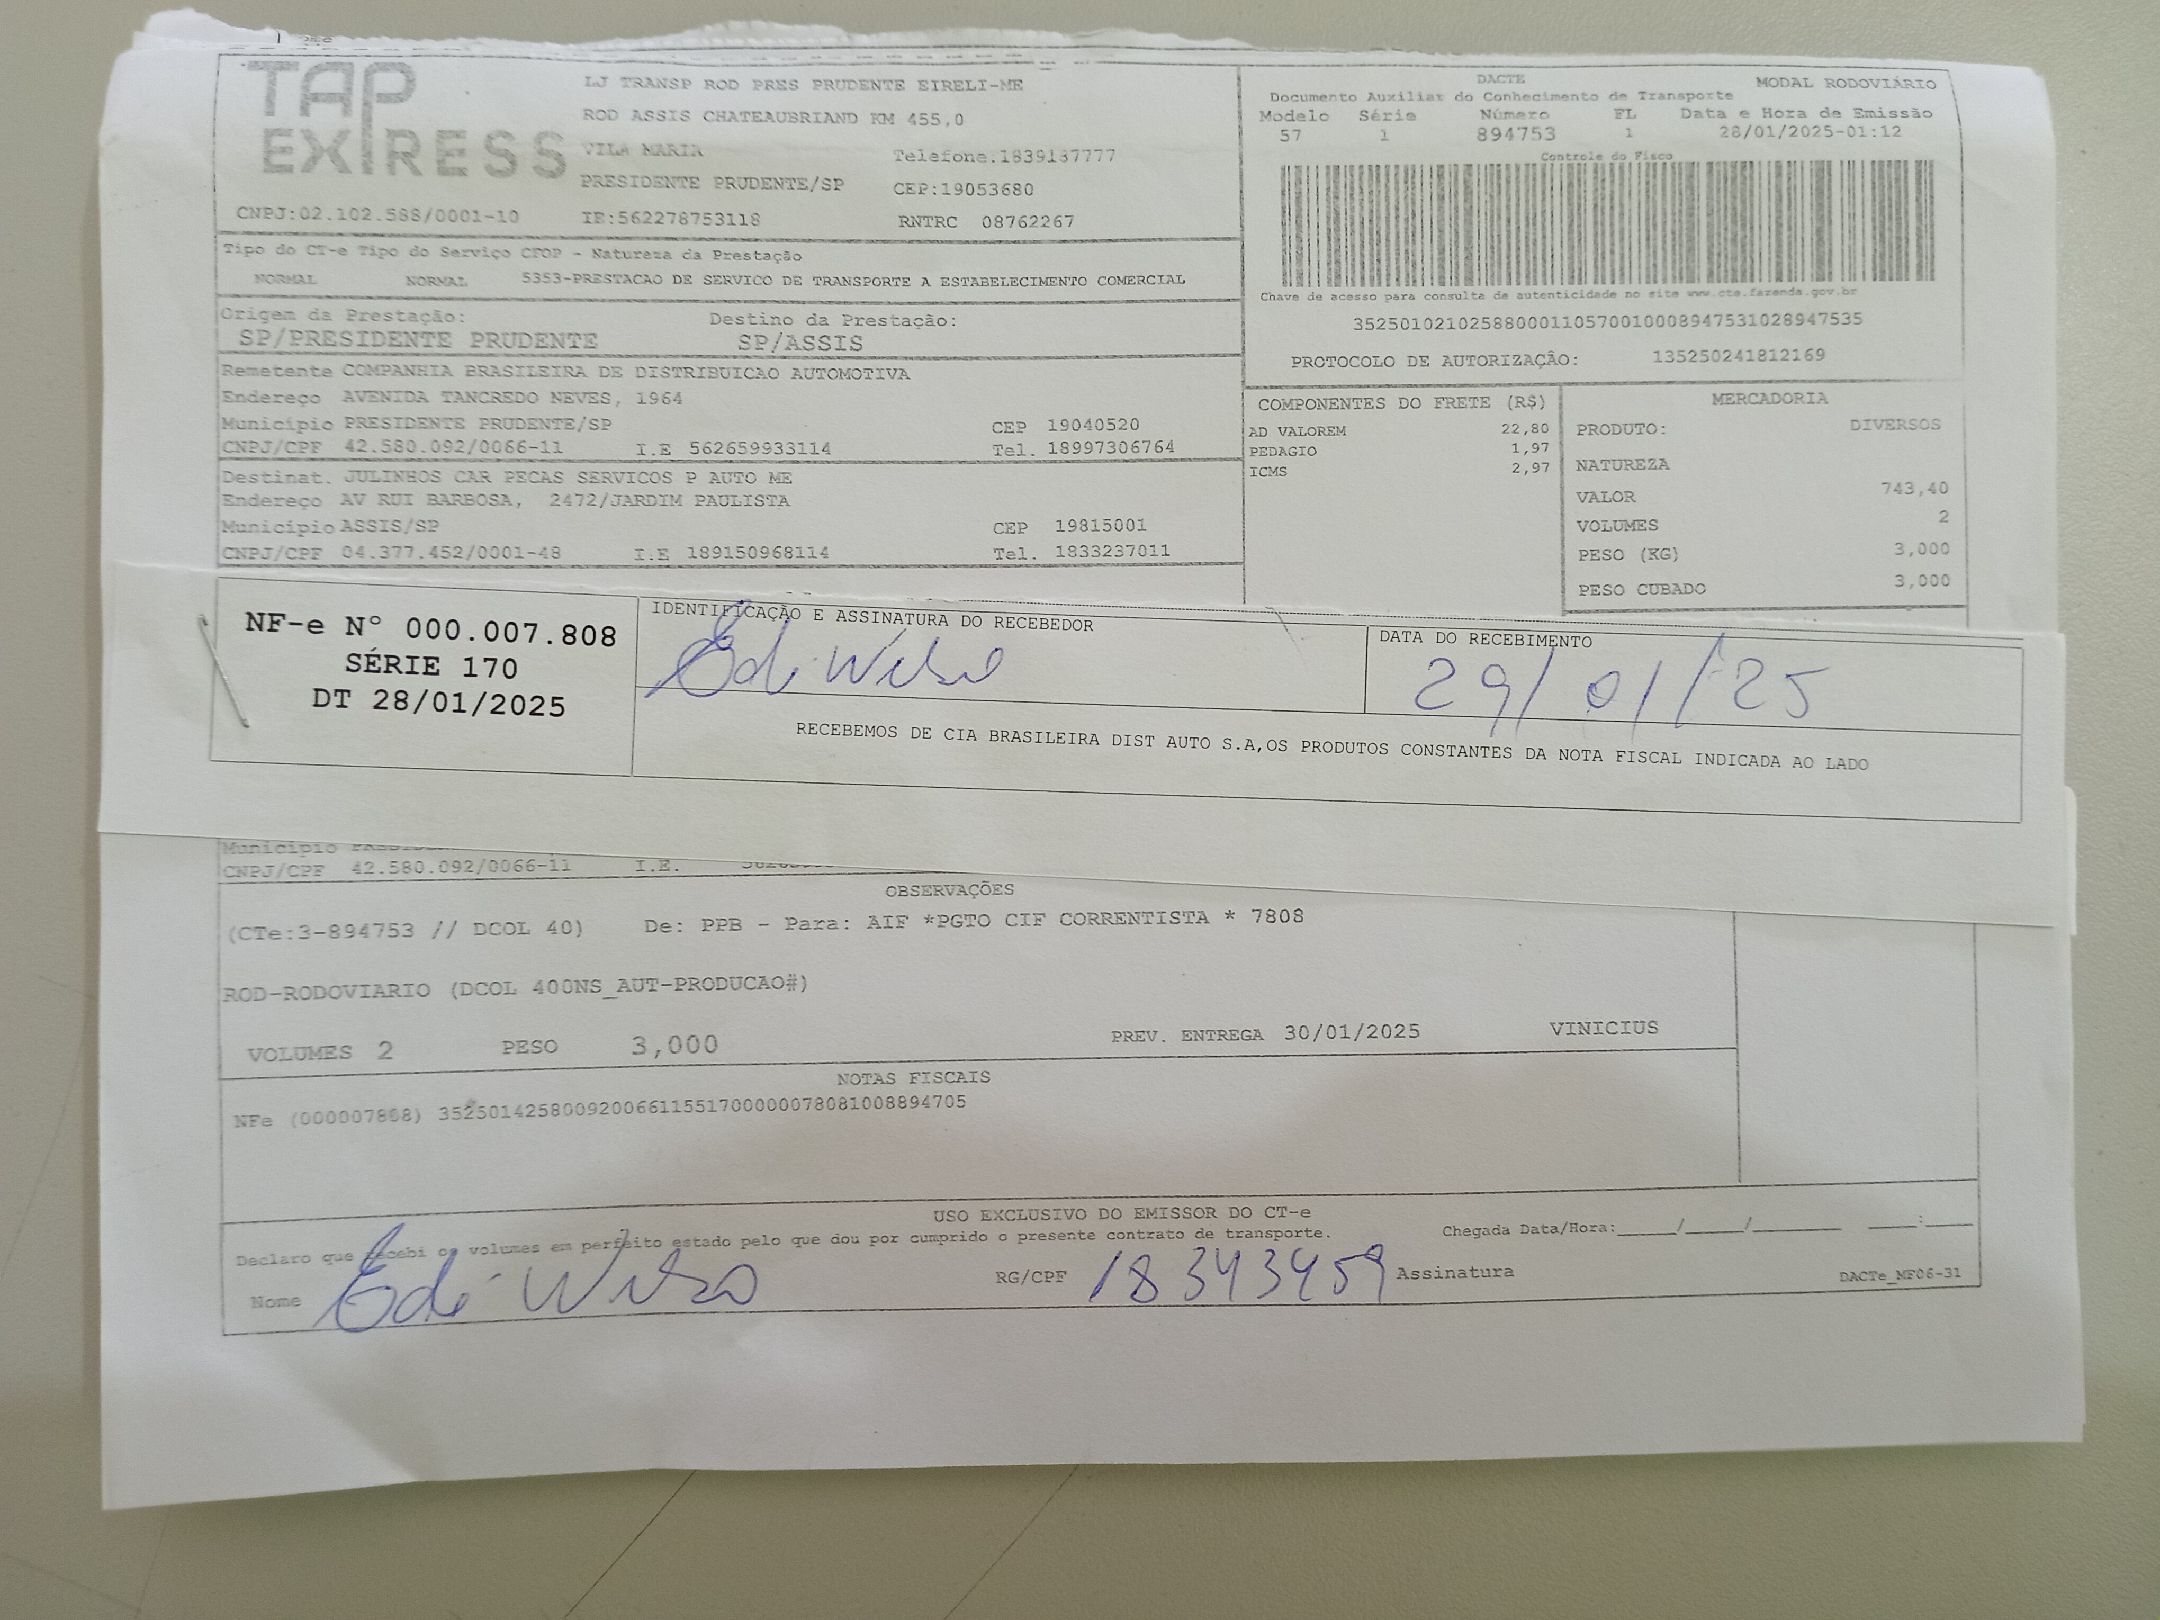 TAP
EXPRESS
LJ TRANSP ROD PRES PRUDENTE EIRELI-ME
ROD ASSIS CHATEAUBRIAND KM 455,0
VILA MARIA Telefone.1839137777
PRESIDENTE PRUDENTE/SP CEP:19053680
CNPJ:02.102.588/0001-10 IE:562278753118 RNTRC 08762267
DACTE MODAL RODOVIÁRIO
Documento Auxiliar do Conhecimento de Transporte
Modelo Série Número FL Data e Hora de Emissão
57 1 894753 1 28/01/2025-01:12
Controle do Fisco
Chave de acesso para consulta de autenticidade no site www.cte.fazenda.gov.br
35250102102588000110570010008947531028947535
PROTOCOLO DE AUTORIZAÇÃO: 135250241812169
Tipo do CT-e Tipo do Serviço CFOP - Natureza da Prestação
NORMAL NORMAL 5353-PRESTACAO DE SERVICO DE TRANSPORTE A ESTABELECIMENTO COMERCIAL
Origem da Prestação: Destino da Prestação:
SP/PRESIDENTE PRUDENTE SP/ASSIS
Remetente COMPANHIA BRASILEIRA DE DISTRIBUICAO AUTOMOTIVA
Endereço AVENIDA TANCREDO NEVES, 1964
Município PRESIDENTE PRUDENTE/SP CEP 19040520
CNPJ/CPF 42.580.092/0066-11 I.E 562659933114 Tel. 18997306764
Destinat. JULINHOS CAR PECAS SERVICOS P AUTO ME
Endereço AV RUI BARBOSA, 2472/JARDIM PAULISTA
Município ASSIS/SP CEP 19815001
CNPJ/CPF 04.377.452/0001-48 I.E 189150968114 Tel. 1833237011
COMPONENTES DO FRETE (R$)
AD VALOREM 22,80
PEDAGIO 1,97
ICMS 2,97
MERCADORIA
PRODUTO: DIVERSOS
NATUREZA
VALOR 743,40
VOLUMES 2
PESO (KG) 3,000
PESO CUBADO 3,000
NF-e Nº 000.007.808
SÉRIE 170
DT 28/01/2025
IDENTIFICAÇÃO E ASSINATURA DO RECEBEDOR
Edi Wilso
DATA DO RECEBIMENTO
29/01/25
RECEBEMOS DE CIA BRASILEIRA DIST AUTO S.A,OS PRODUTOS CONSTANTES DA NOTA FISCAL INDICADA AO LADO
Município
CNPJ/CPF 42.580.092/0066-11 I.E.
OBSERVAÇÕES
(CTe:3-894753 // DCOL 40) De: PPB - Para: AIF *PGTO CIF CORRENTISTA * 7808
ROD-RODOVIARIO (DCOL 400NS_AUT-PRODUCAO#)
VOLUMES 2 PESO 3,000 PREV. ENTREGA 30/01/2025 VINICIUS
NOTAS FISCAIS
NFe (000007808) 35250142580092006611551700000078081008894705
USO EXCLUSIVO DO EMISSOR DO CT-e
Declaro que recebi os volumes em perfeito estado pelo que dou por cumprido o presente contrato de transporte. Chegada Data/Hora:____/____/______ ____:____
Nome Edi Wilso RG/CPF 18343459 Assinatura DACTe_MF06-31